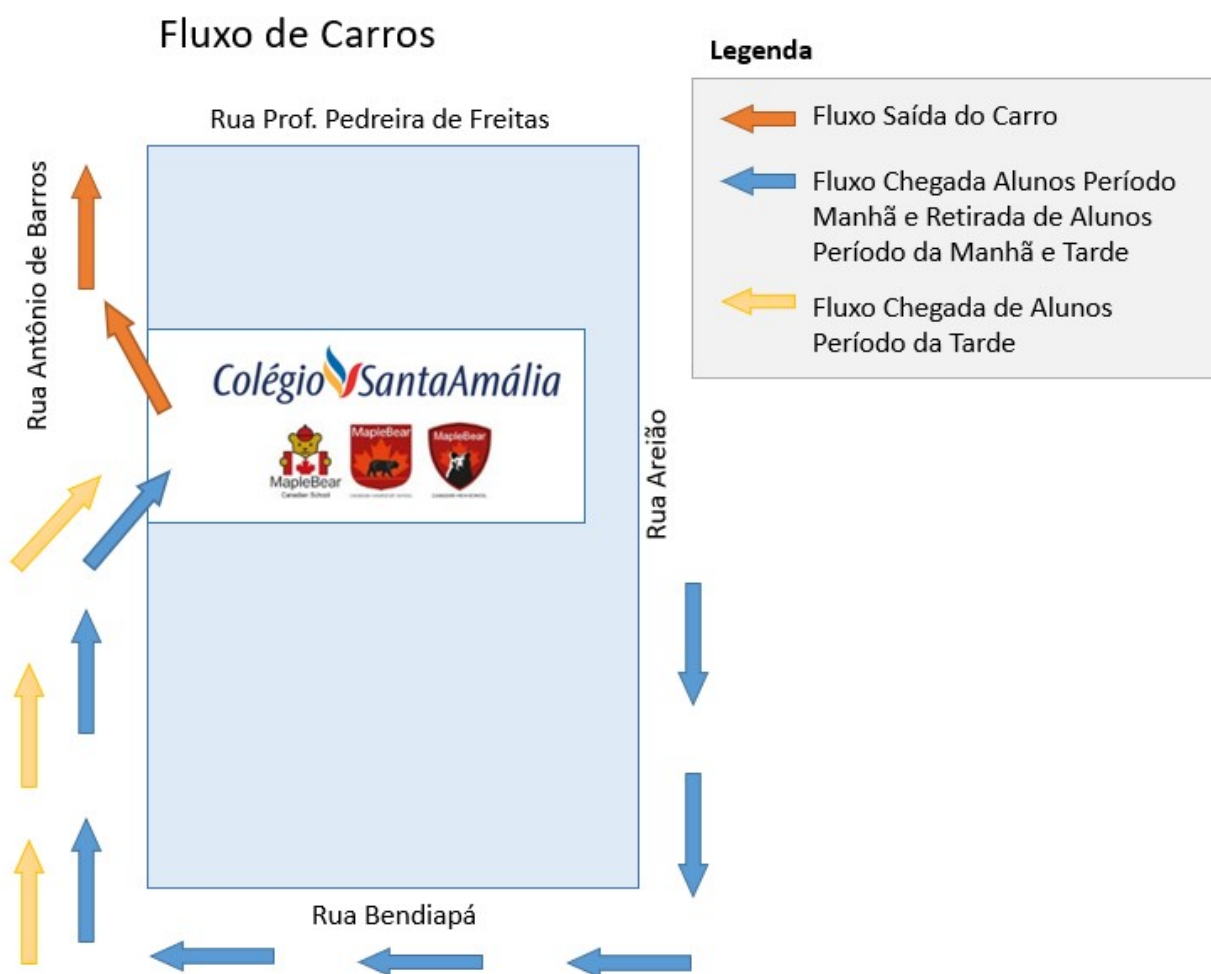 Fluxo de Carros
Legenda
Fluxo Saída do Carro
Fluxo Chegada Alunos Período
Manhã e Retirada de Alunos
Período da Manhã e Tarde
Fluxo Chegada de Alunos
Período da Tarde
Rua Prof. Pedreira de Freitas
Rua Antônio de Barros
Colégio SantaAmália
MapleBear
Canadian School
MapleBear
MapleBear
Rua Areião
Rua Bendiapá